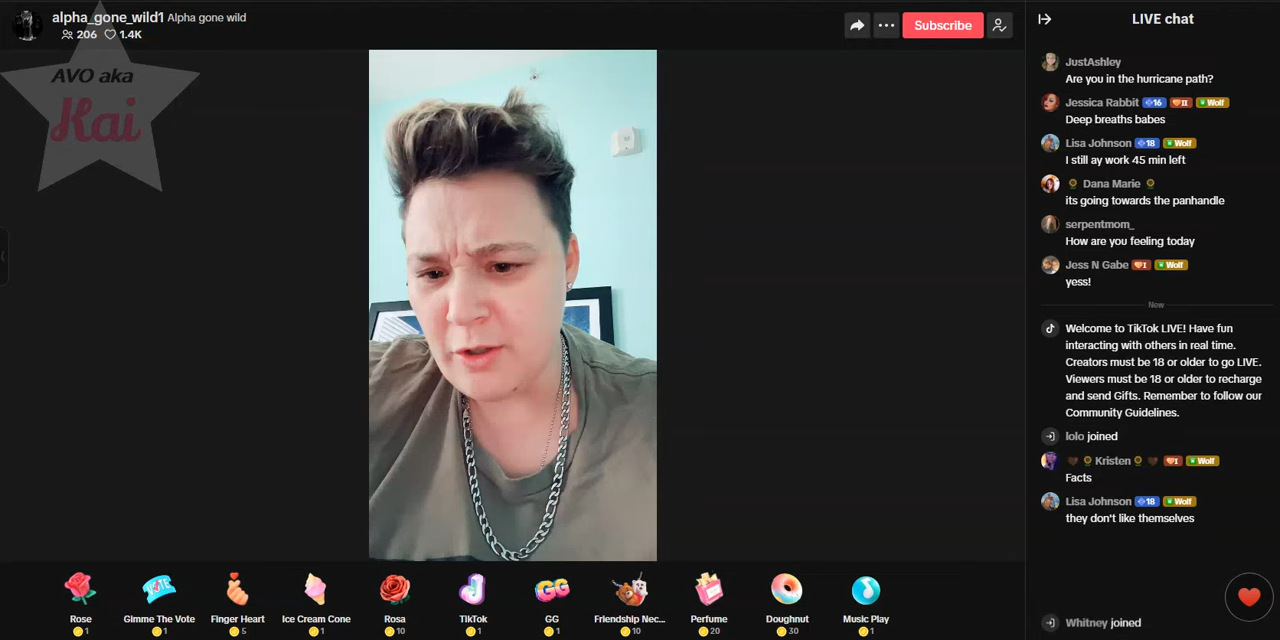 alpha_gone_wild1 Alpha gone wild
206 1.4K
Subscribe
AVO aka
Kai
LIVE chat
JustAshley
Are you in the hurricane path?
Jessica Rabbit 16 II Wolf
Deep breaths babes
Lisa Johnson 18 Wolf
I still ay work 45 min left
Dana Marie
its going towards the panhandle
serpentmom_
How are you feeling today
Jess N Gabe I Wolf
yess!
New
Welcome to TikTok LIVE! Have fun
interacting with others in real time.
Creators must be 18 or older to go LIVE.
Viewers must be 18 or older to recharge
and send Gifts. Remember to follow our
Community Guidelines.
lolo joined
Kristen I Wolf
Facts
Lisa Johnson 18 Wolf
they don't like themselves
Whitney joined
VOTE
GG
Rose Gimme The Vote Finger Heart Ice Cream Cone Rosa TikTok GG Friendship Nec... Perfume Doughnut Music Play
1 1 5 1 10 1 1 10 20 30 1